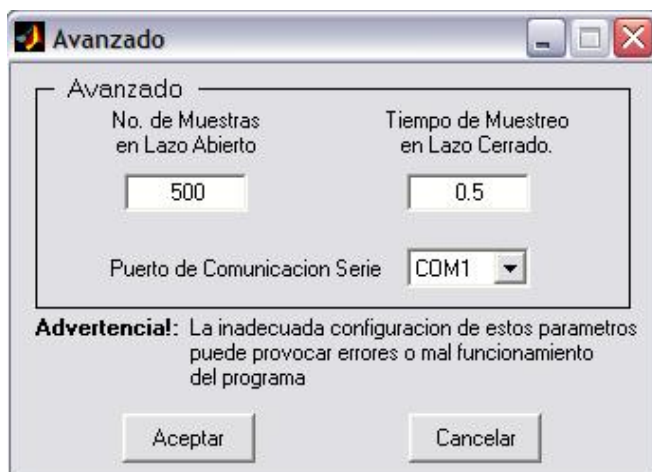 Avanzado
Avanzado
No. de Muestras
en Lazo Abierto
Tiempo de Muestreo
en Lazo Cerrado.
500
0.5
Puerto de Comunicacion Serie COM1
Advertencia!: La inadecuada configuracion de estos parametros
puede provocar errores o mal funcionamiento
del programa
Aceptar
Cancelar